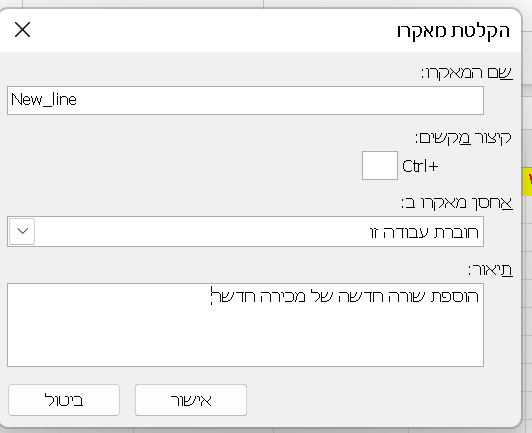 הקלטת מאקרו
שם המאקרו:
New_line
קיצור מקשים:
Ctrl+
אחסן מאקרו ב:
חוברת עבודה זו
תיאור:
הוספת שורה חדשה של מכירה חדשה
אישור
ביטול